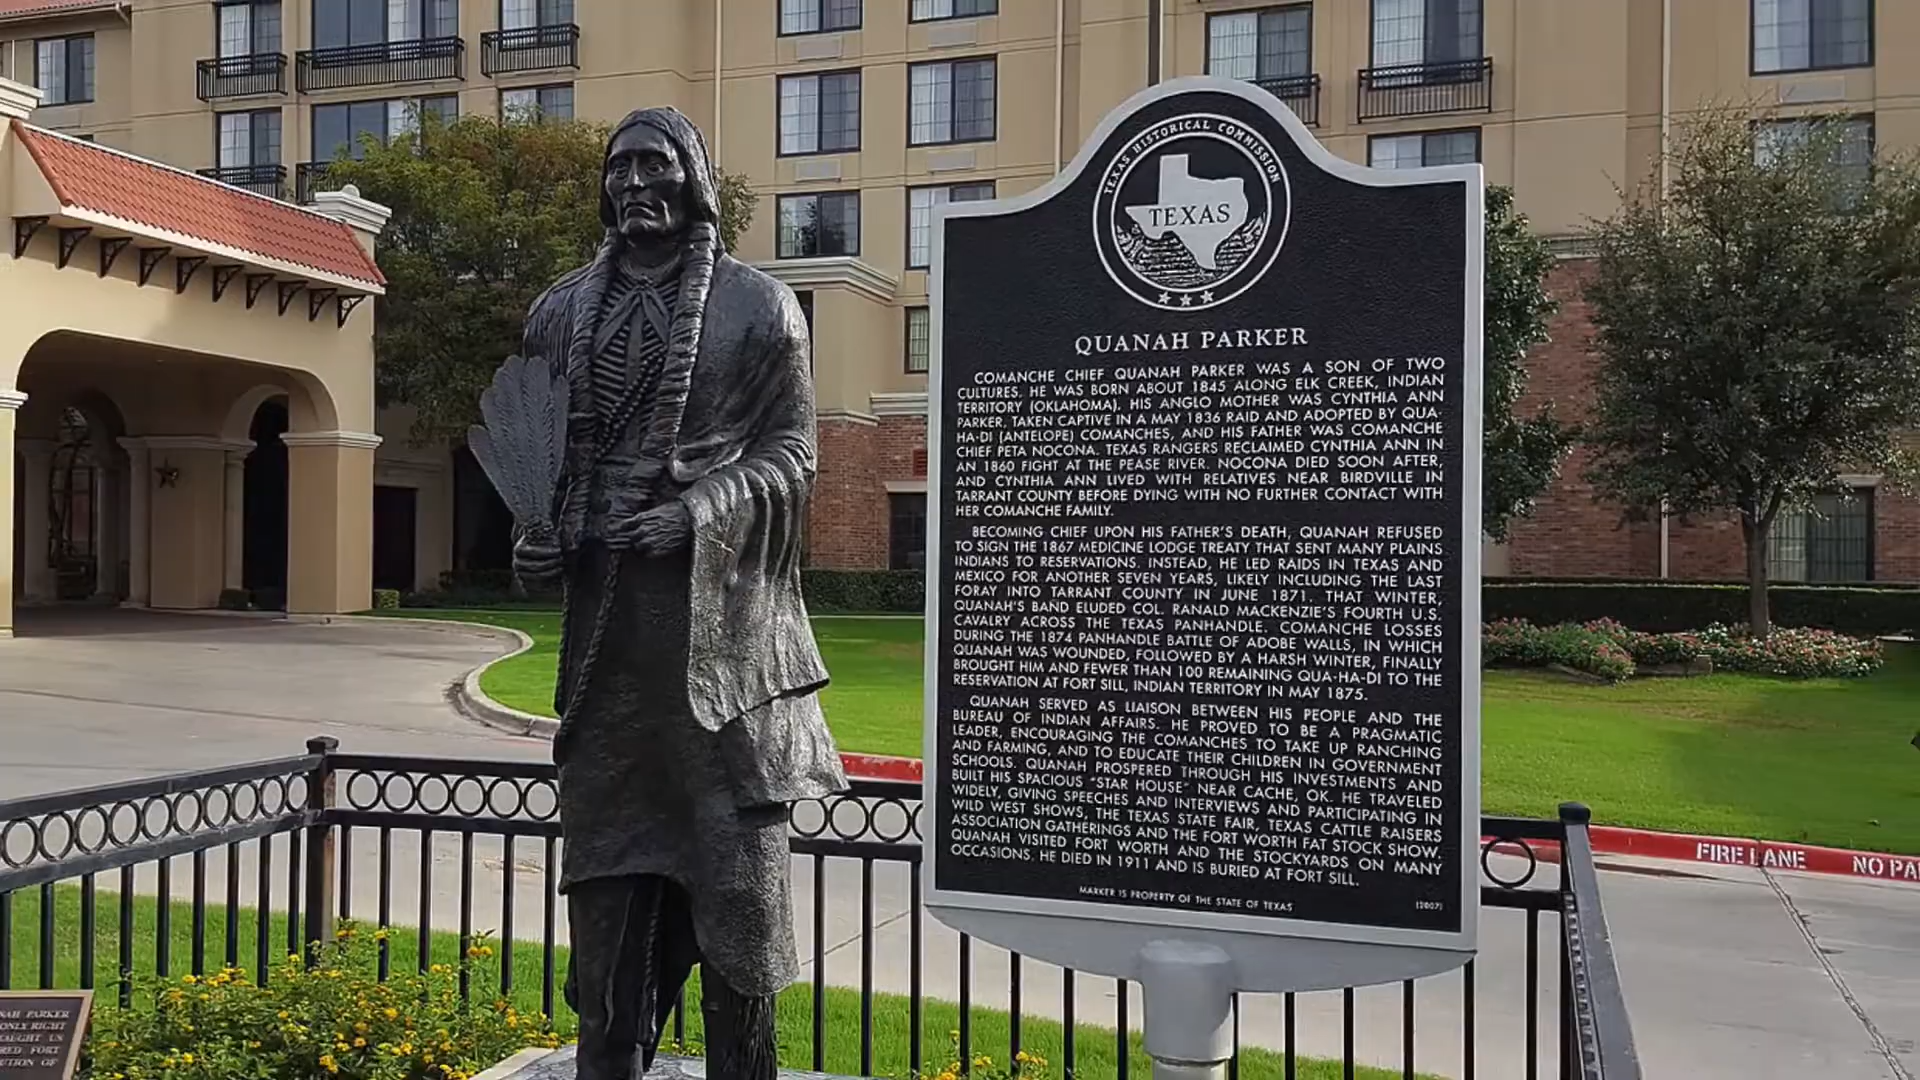 TEXAS HISTORICAL COMMISSION
TEXAS
QUANAH PARKER
COMANCHE CHIEF QUANAH PARKER WAS A SON OF TWO
CULTURES. HE WAS BORN ABOUT 1845 ALONG ELK CREEK, INDIAN
TERRITORY (OKLAHOMA). HIS ANGLO MOTHER WAS CYNTHIA ANN
PARKER, TAKEN CAPTIVE IN A MAY 1836 RAID AND ADOPTED BY QUA-
HA-DI (ANTELOPE) COMANCHES, AND HIS FATHER WAS COMANCHE
CHIEF PETA NOCONA. TEXAS RANGERS RECLAIMED CYNTHIA ANN IN
AN 1860 FIGHT AT THE PEASE RIVER. NOCONA DIED SOON AFTER,
AND CYNTHIA ANN LIVED WITH RELATIVES NEAR BIRDVILLE IN
TARRANT COUNTY BEFORE DYING WITH NO FURTHER CONTACT WITH
HER COMANCHE FAMILY.
BECOMING CHIEF UPON HIS FATHER'S DEATH, QUANAH REFUSED
TO SIGN THE 1867 MEDICINE LODGE TREATY THAT SENT MANY PLAINS
INDIANS TO RESERVATIONS. INSTEAD, HE LED RAIDS IN TEXAS AND
MEXICO FOR ANOTHER SEVEN YEARS, LIKELY INCLUDING THE LAST
FORAY INTO TARRANT COUNTY IN JUNE 1871. THAT WINTER,
QUANAH'S BAND ELUDED COL. RANALD MACKENZIE'S FOURTH U.S.
CAVALRY ACROSS THE TEXAS PANHANDLE. COMANCHE LOSSES
DURING THE 1874 PANHANDLE BATTLE OF ADOBE WALLS, IN WHICH
QUANAH WAS WOUNDED, FOLLOWED BY A HARSH WINTER, FINALLY
BROUGHT HIM AND FEWER THAN 100 REMAINING QUA-HA-DI TO THE
RESERVATION AT FORT SILL, INDIAN TERRITORY IN MAY 1875.
QUANAH SERVED AS LIAISON BETWEEN HIS PEOPLE AND THE
BUREAU OF INDIAN AFFAIRS. HE PROVED TO BE A PRAGMATIC
LEADER, ENCOURAGING THE COMANCHES TO TAKE UP RANCHING
AND FARMING, AND TO EDUCATE THEIR CHILDREN IN GOVERNMENT
SCHOOLS. QUANAH PROSPERED THROUGH HIS INVESTMENTS AND
BUILT HIS SPACIOUS "STAR HOUSE" NEAR CACHE, OK. HE TRAVELED
WIDELY, GIVING SPEECHES AND INTERVIEWS AND PARTICIPATING IN
WILD WEST SHOWS, THE TEXAS STATE FAIR, TEXAS CATTLE RAISERS
ASSOCIATION GATHERINGS AND THE FORT WORTH FAT STOCK SHOW.
QUANAH VISITED FORT WORTH AND THE STOCKYARDS ON MANY
OCCASIONS. HE DIED IN 1911 AND IS BURIED AT FORT SILL.
(2007)
MARKER IS PROPERTY OF THE STATE OF TEXAS
FIRE LANE NO PA
NAH PARKER
ONLY RIGHT
AUGHT US
RED FORT
UTION OF